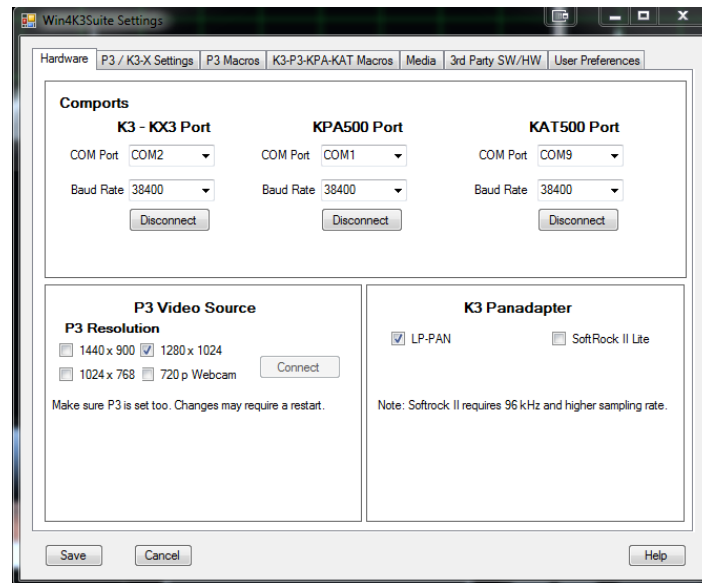 Win4K3Suite Settings
Hardware P3 / K3-X Settings P3 Macros K3-P3-KPA-KAT Macros Media 3rd Party SW/HW User Preferences
Comports
K3 - KX3 Port KPA500 Port KAT500 Port
COM Port COM2 COM Port COM1 COM Port COM9
Baud Rate 38400 Baud Rate 38400 Baud Rate 38400
Disconnect Disconnect Disconnect
P3 Video Source
P3 Resolution
1440 x 900 1280 x 1024
1024 x 768 720 p Webcam
Connect
Make sure P3 is set too. Changes may require a restart.
K3 Panadapter
LP-PAN SoftRock II Lite
Note: Softrock II requires 96 kHz and higher sampling rate.
Save Cancel Help